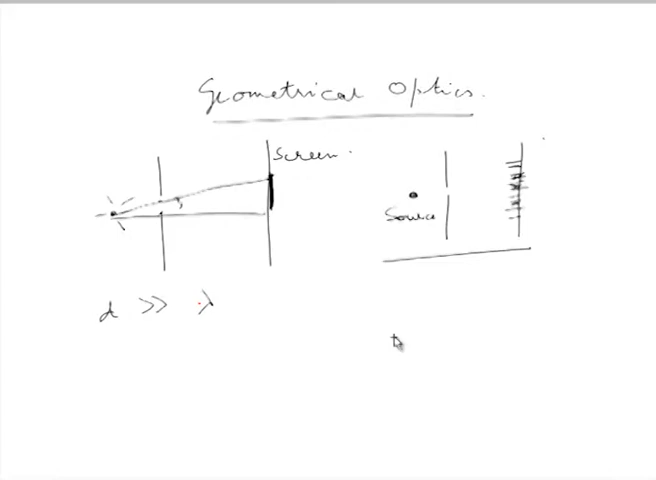 Geometrical Optics.
Screen.
Source
d >> λ